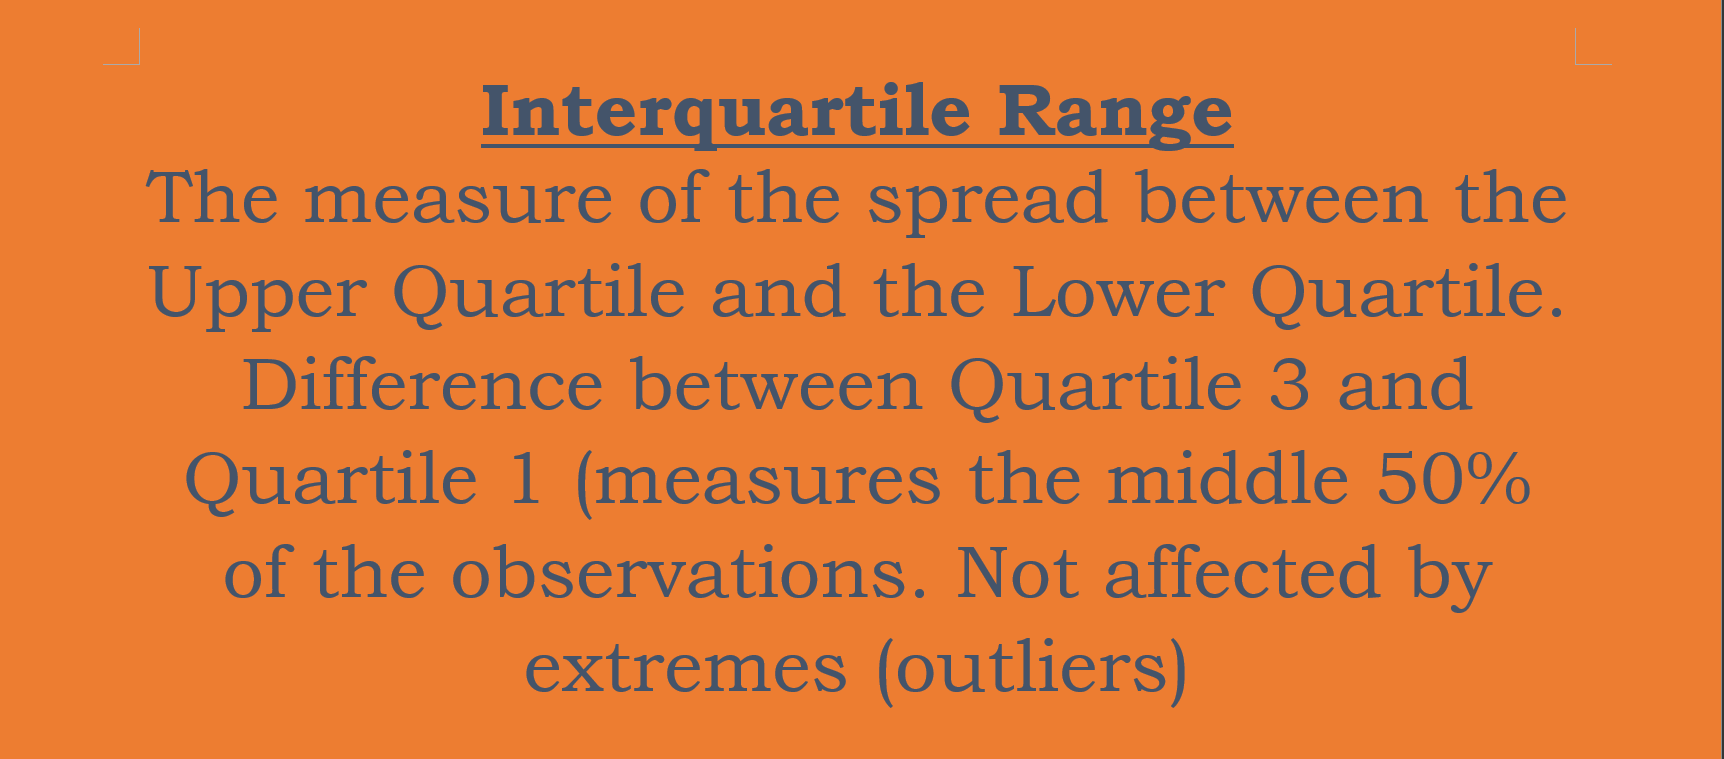 Interquartile Range
The measure of the spread between the
Upper Quartile and the Lower Quartile.
Difference between Quartile 3 and
Quartile 1 (measures the middle 50%
of the observations. Not affected by
extremes (outliers)